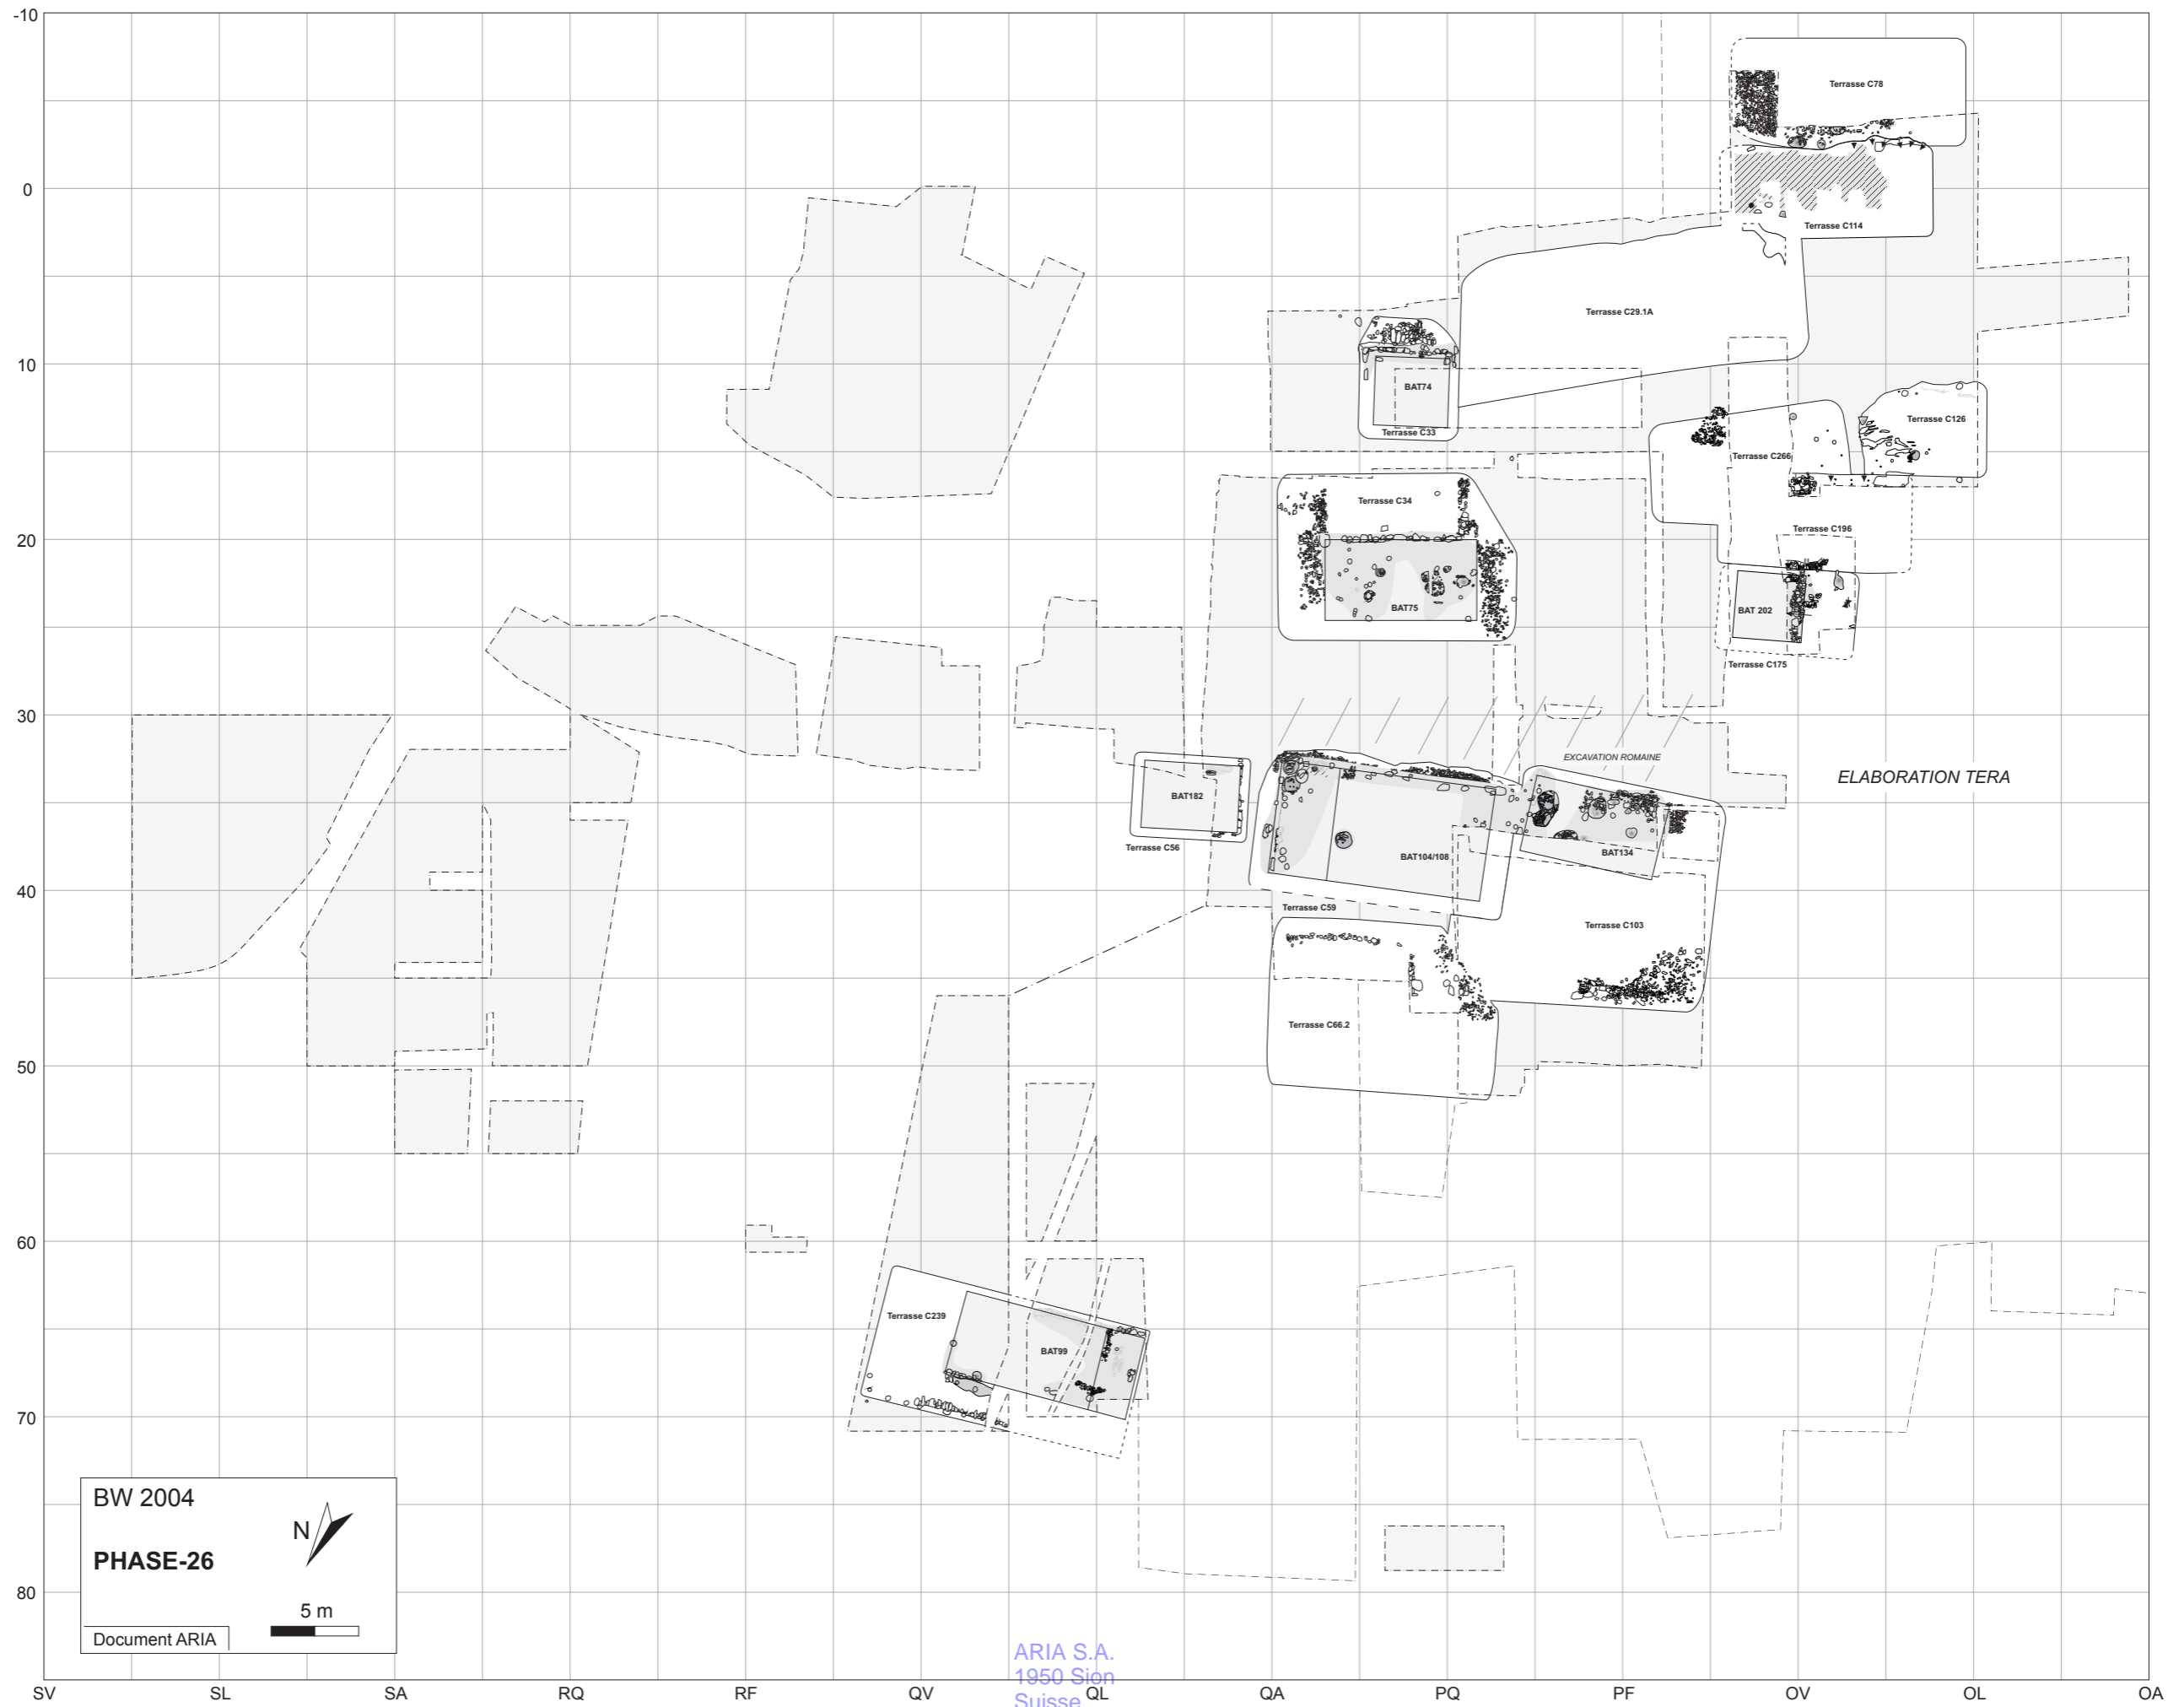 -10
Terrasse C78
0
Terrasse C114
Terrasse C29.1A
10
BAT74
Terrasse C33
Terrasse C126
Terrasse C266
Terrasse C34
20
Terrasse C196
BAT75
BAT 202
Terrasse C175
30
EXCAVATION ROMAINE
ELABORATION TERA
BAT182
Terrasse C56
BAT104/108
BAT134
40
Terrasse C59
Terrasse C103
Terrasse C66.2
50
60
Terrasse C239
BAT99
70
BW 2004
N
PHASE-26
80
5 m
Document ARIA
ARIA S.A.
1950 Sion
Suisse
SV SL SA RQ RF QV QL QA PQ PF OV OL OA